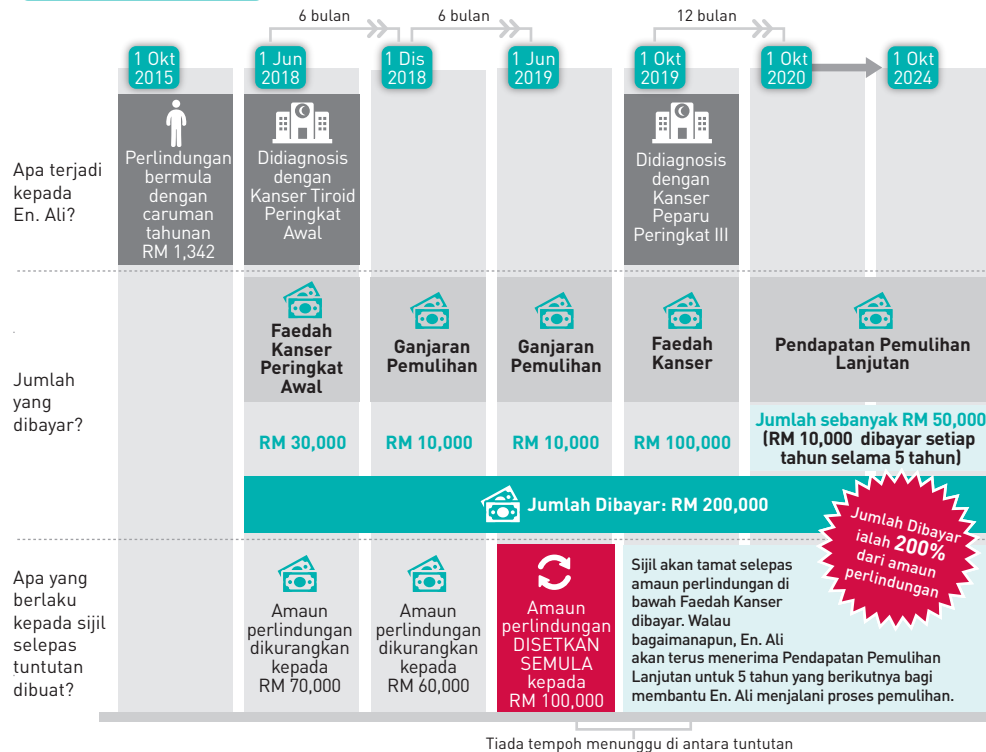 6 bulan
6 bulan
12 bulan
1 Okt
2015
1 Jun
2018
1 Dis
2018
1 Jun
2019
1 Okt
2019
1 Okt
2020
1 Okt
2024
Apa terjadi
kepada
En. Ali?
Perlindungan
bermula
dengan
caruman
tahunan
RM 1,342
Didiagnosis
dengan
Kanser Tiroid
Peringkat
Awal
Didiagnosis
dengan
Kanser
Peparu
Peringkat III
Jumlah
yang
dibayar?
Faedah
Kanser
Peringkat
Awal
Ganjaran
Pemulihan
Ganjaran
Pemulihan
Faedah
Kanser
Pendapatan Pemulihan
Lanjutan
RM 30,000
RM 10,000
RM 10,000
RM 100,000
Jumlah sebanyak RM 50,000
(RM 10,000 dibayar setiap
tahun selama 5 tahun)
Jumlah Dibayar: RM 200,000
Jumlah Dibayar
ialah 200%
dari amaun
perlindungan
Apa yang
berlaku
kepada sijil
selepas
tuntutan
dibuat?
Amaun
perlindungan
dikurangkan
kepada
RM 70,000
Amaun
perlindungan
dikurangkan
kepada
RM 60,000
Amaun
perlindungan
DISETKAN
SEMULA
kepada
RM 100,000
Sijil akan tamat selepas
amaun perlindungan di
bawah Faedah Kanser
dibayar. Walau
bagaimanapun, En. Ali
akan terus menerima Pendapatan Pemulihan
Lanjutan untuk 5 tahun yang berikutnya bagi
membantu En. Ali menjalani proses pemulihan.
Tiada tempoh menunggu di antara tuntutan